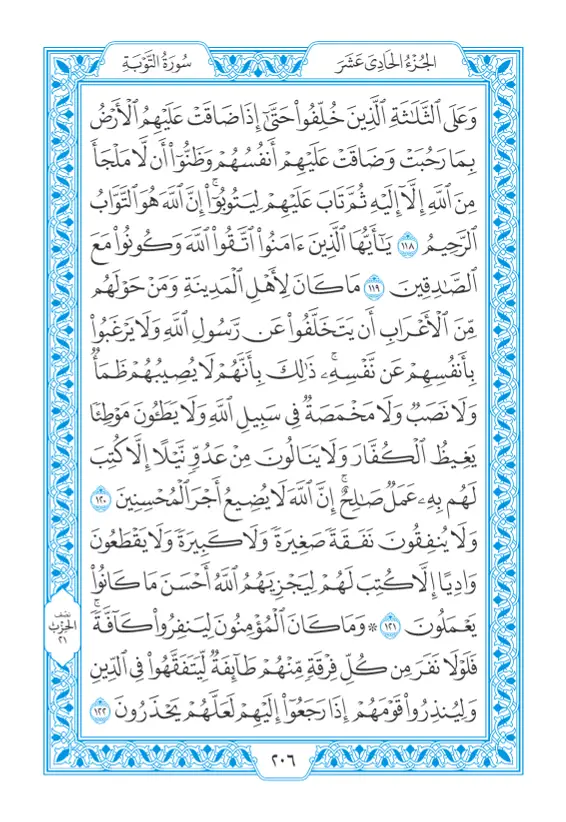 الجُزْءُ الحَادِىَ عَشَرَ
سُورَةُ التَّوْبَةِ
وَعَلَى ٱلثَّلَـٰثَةِ ٱلَّذِينَ خُلِّفُوا۟ حَتَّىٰٓ إِذَا ضَاقَتْ عَلَيْهِمُ ٱلْأَرْضُ
بِمَا رَحُبَتْ وَضَاقَتْ عَلَيْهِمْ أَنفُسُهُمْ وَظَنُّوٓا۟ أَن لَّا مَلْجَأَ
مِنَ ٱللَّهِ إِلَّآ إِلَيْهِ ثُمَّ تَابَ عَلَيْهِمْ لِيَتُوبُوٓا۟ ۚ إِنَّ ٱللَّهَ هُوَ ٱلتَّوَّابُ
ٱلرَّحِيمُ ١١٨ يَـٰٓأَيُّهَا ٱلَّذِينَ ءَامَنُوا۟ ٱتَّقُوا۟ ٱللَّهَ وَكُونُوا۟ مَعَ
ٱلصَّـٰدِقِينَ ١١٩ مَا كَانَ لِأَهْلِ ٱلْمَدِينَةِ وَمَنْ حَوْلَهُم
مِّنَ ٱلْأَعْرَابِ أَن يَتَخَلَّفُوا۟ عَن رَّسُولِ ٱللَّهِ وَلَا يَرْغَبُوا۟
بِأَنفُسِهِمْ عَن نَّفْسِهِۦ ۚ ذَٰلِكَ بِأَنَّهُمْ لَا يُصِيبُهُمْ ظَمَأٌ
وَلَا نَصَبٌ وَلَا مَخْمَصَةٌ فِى سَبِيلِ ٱللَّهِ وَلَا يَطَـُٔونَ مَوْطِئًا
يَغِيظُ ٱلْكُفَّارَ وَلَا يَنَالُونَ مِنْ عَدُوٍّ نَّيْلًا إِلَّا كُتِبَ
لَهُم بِهِۦ عَمَلٌ صَـٰلِحٌ ۚ إِنَّ ٱللَّهَ لَا يُضِيعُ أَجْرَ ٱلْمُحْسِنِينَ ١٢٠
وَلَا يُنفِقُونَ نَفَقَةً صَغِيرَةً وَلَا كَبِيرَةً وَلَا يَقْطَعُونَ
وَادِيًا إِلَّا كُتِبَ لَهُمْ لِيَجْزِيَهُمُ ٱللَّهُ أَحْسَنَ مَا كَانُوا۟
يَعْمَلُونَ ١٢١ ۞ وَمَا كَانَ ٱلْمُؤْمِنُونَ لِيَنفِرُوا۟ كَآفَّةً ۚ
فَلَوْلَا نَفَرَ مِن كُلِّ فِرْقَةٍ مِّنْهُمْ طَآئِفَةٌ لِّيَتَفَقَّهُوا۟ فِى ٱلدِّينِ
وَلِيُنذِرُوا۟ قَوْمَهُمْ إِذَا رَجَعُوٓا۟ إِلَيْهِمْ لَعَلَّهُمْ يَحْذَرُونَ ١٢٢
نصف
الحزب
٢١
٢٠٦